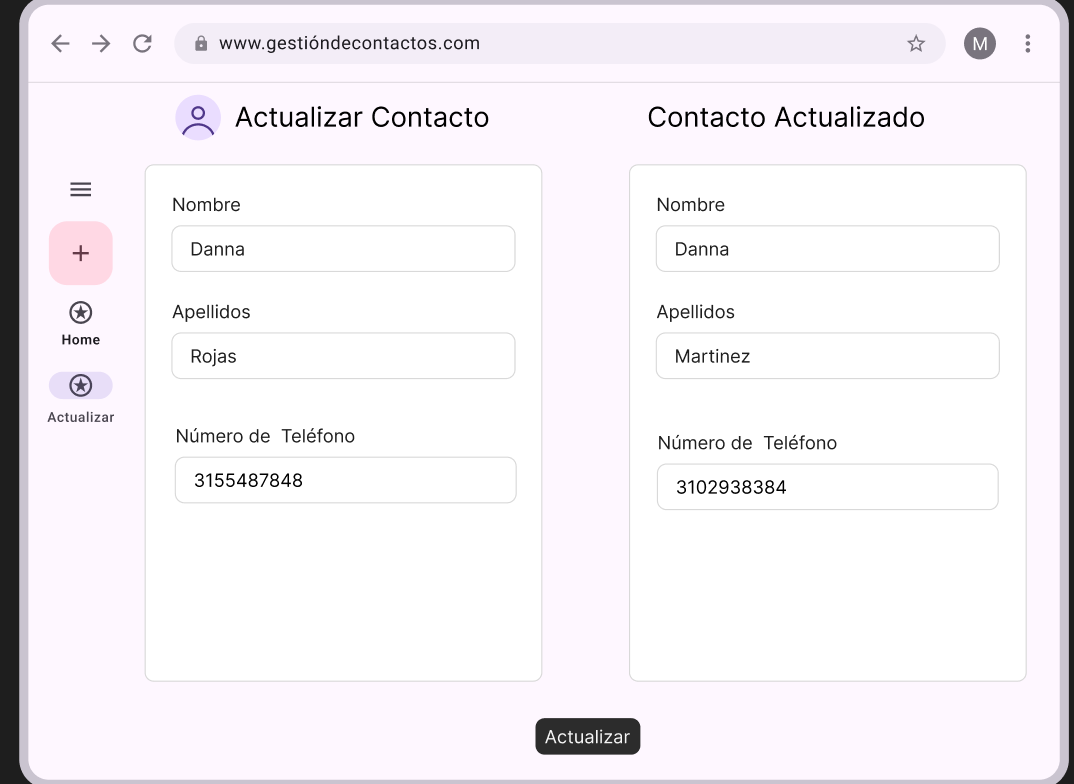 www.gestióndecontactos.com
M
Actualizar Contacto
Contacto Actualizado
Home
Actualizar
Nombre
Danna
Apellidos
Rojas
Número de  Teléfono
3155487848
Nombre
Danna
Apellidos
Martinez
Número de  Teléfono
3102938384
Actualizar